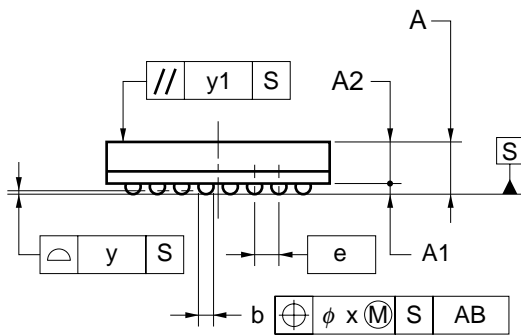 A
// y1 S
A2
S
⌓ y S
e
A1
b ⌖ ϕ x Ⓜ S AB